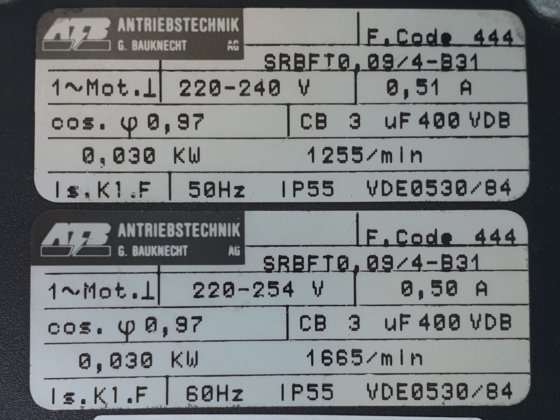 ATB ANTRIEBSTECHNIK
G. BAUKNECHT AG
F.Code 444
SRBFT0,09/4-B31
1~Mot.⊥ 220-240 V 0,51 A
cos. φ 0,97 CB 3 uF 400 VDB
0,030 KW 1255/min
Is.Kl.F 50Hz IP55 VDE0530/84
ATB ANTRIEBSTECHNIK
G. BAUKNECHT AG
F.Code 444
SRBFT0,09/4-B31
1~Mot.⊥ 220-254 V 0,50 A
cos. φ 0,97 CB 3 uF 400 VDB
0,030 KW 1665/min
Is.Kl.F 60Hz IP55 VDE0530/84